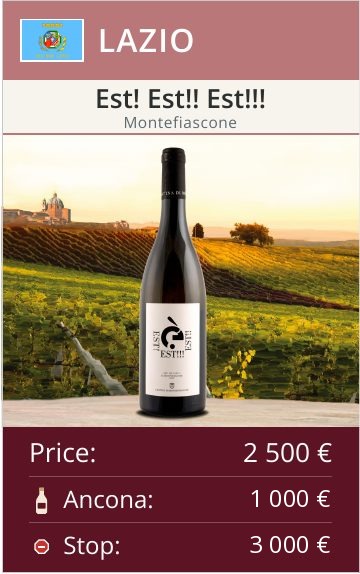 LAZIO
Est! Est!! Est!!!
Montefiascone
EST!
È
EST!!!
EST!!
Price: 2 500 €
Ancona: 1 000 €
Stop: 3 000 €